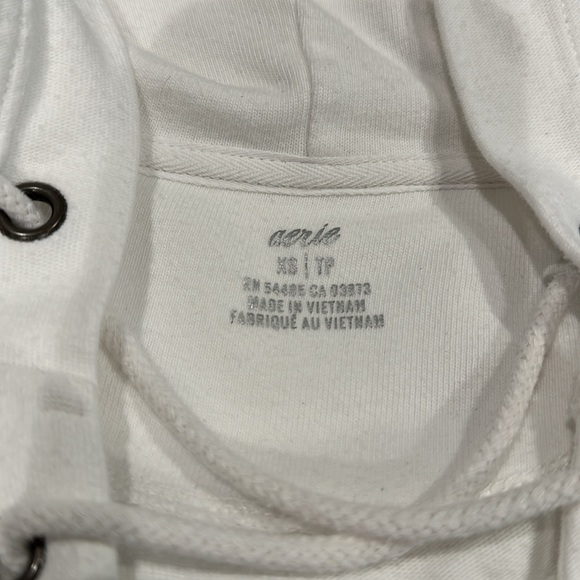 aerie
XS | TP
RN 54485 CA 03973
MADE IN VIETNAM
FABRIQUÉ AU VIETNAM